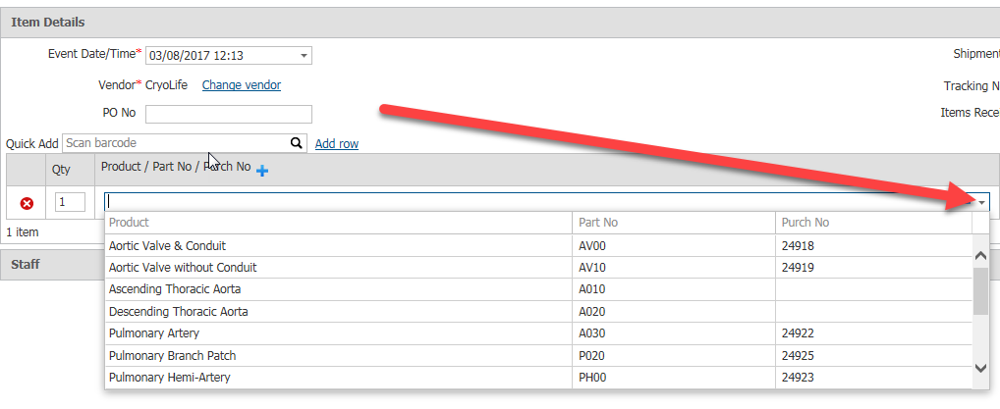 Item Details
Event Date/Time* 03/08/2017 12:13 Shipment
Vendor* CryoLife Change vendor Tracking N
PO No Items Rece
Quick Add Scan barcode Add row
Qty Product / Part No / Purch No
1
Product Part No Purch No
1 item
Aortic Valve & Conduit AV00 24918
Staff
Aortic Valve without Conduit AV10 24919
Ascending Thoracic Aorta A010
Descending Thoracic Aorta A020
Pulmonary Artery A030 24922
Pulmonary Branch Patch P020 24925
Pulmonary Hemi-Artery PH00 24923